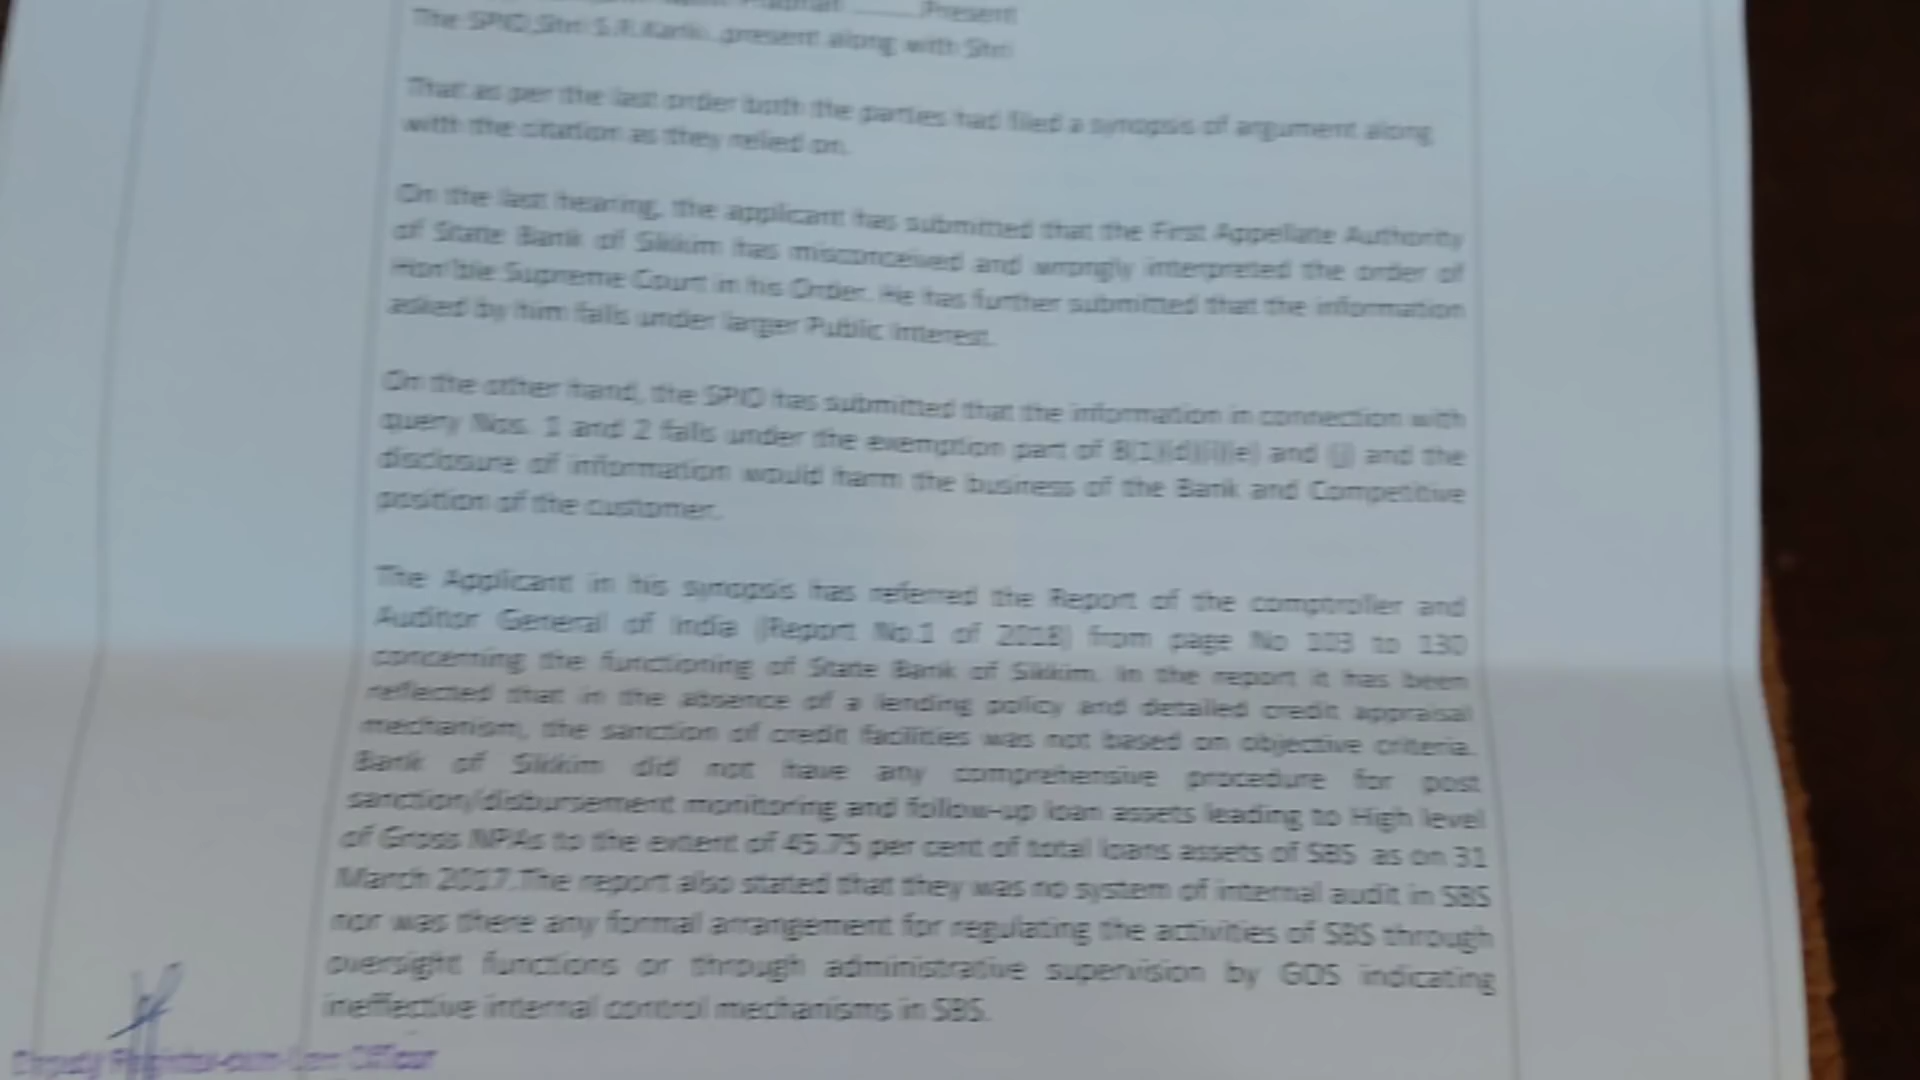 Present
The SPIO,Shri S.R.Karki, present along with Shri
That as per the last order both the parties had filed a synopsis of argument along
with the citation as they relied on.
On the last hearing, the applicant has submitted that the First Appellate Authority
of State Bank of Sikkim has misconceived and wrongly interpreted the order of
Hon'ble Supreme Court in his Order. He has further submitted that the information
asked by him falls under larger Public Interest.
On the other hand, the SPIO has submitted that the information in connection with
query Nos. 1 and 2 falls under the exemption part of 8(1)(d)(i)(e) and (j) and the
disclosure of information would harm the business of the Bank and Competitive
position of the customer.
The Applicant in his synopsis has referred the Report of the comptroller and
Auditor General of India (Report No.1 of 2018) from page No 103 to 130
concerning the functioning of State Bank of Sikkim. In the report it has been
reflected that in the absence of a lending policy and detailed credit appraisal
mechanism, the sanction of credit facilities was not based on objective criteria.
Bank of Sikkim did not have any comprehensive procedure for post
sanction/disbursement monitoring and follow-up loan assets leading to High level
of Gross NPAs to the extent of 45.75 per cent of total loans assets of SBS as on 31
March 2017.The report also stated that they was no system of internal audit in SBS
nor was there any formal arrangement for regulating the activities of SBS through
oversight functions or through administrative supervision by GOS indicating
ineffective internal control mechanisms in SBS.
Deputy Registrar-cum-Law Officer